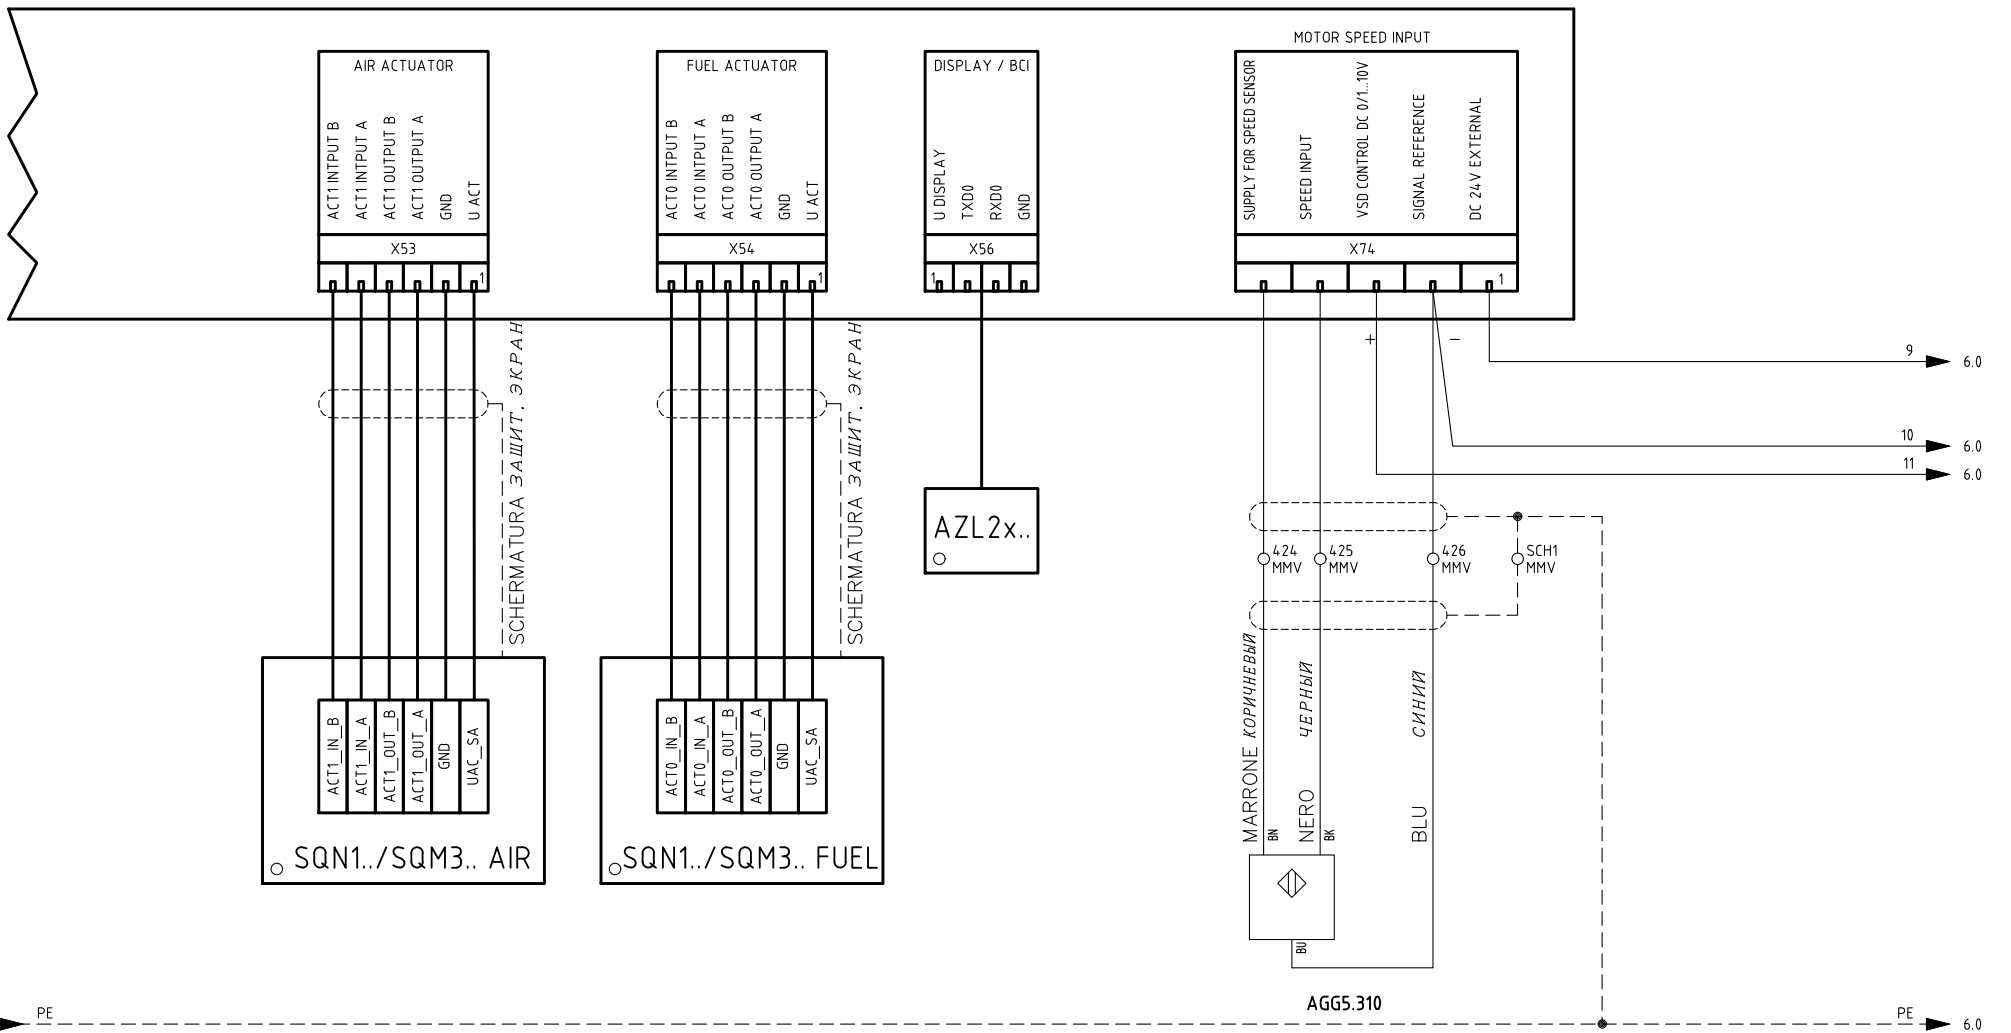 MOTOR SPEED INPUT
AIR ACTUATOR
FUEL ACTUATOR
DISPLAY / BCI
ACT1 INTPUT B
ACT1 INTPUT A
ACT1 OUTPUT B
ACT1 OUTPUT A
GND
U ACT
ACT0 INTPUT B
ACT0 INTPUT A
ACT0 OUTPUT B
ACT0 OUTPUT A
GND
U ACT
U DISPLAY
TXD0
RXD0
GND
SUPPLY FOR SPEED SENSOR
SPEED INPUT
VSD CONTROL DC 0/1...10V
SIGNAL REFERENCE
DC 24V EXTERNAL
X53
X54
X56
X74
1
1
1
1
+
-
9
6.0
10
6.0
11
6.0
SCHERMATURA ЗАЩИТ. ЭКРАН
SCHERMATURA ЗАЩИТ. ЭКРАН
AZL2x..
424
MMV
425
MMV
426
MMV
SCH1
MMV
MARRONE КОРИЧНЕВЫЙ
NERO ЧЕРНЫЙ
BLU СИНИЙ
BN
BK
BU
ACT1_IN_B
ACT1_IN_A
ACT1_OUT_B
ACT1_OUT_A
GND
UAC_SA
ACT0_IN_B
ACT0_IN_A
ACT0_OUT_B
ACT0_OUT_A
GND
UAC_SA
SQN1../SQM3.. AIR
SQN1../SQM3.. FUEL
AGG5.310
PE
PE
6.0